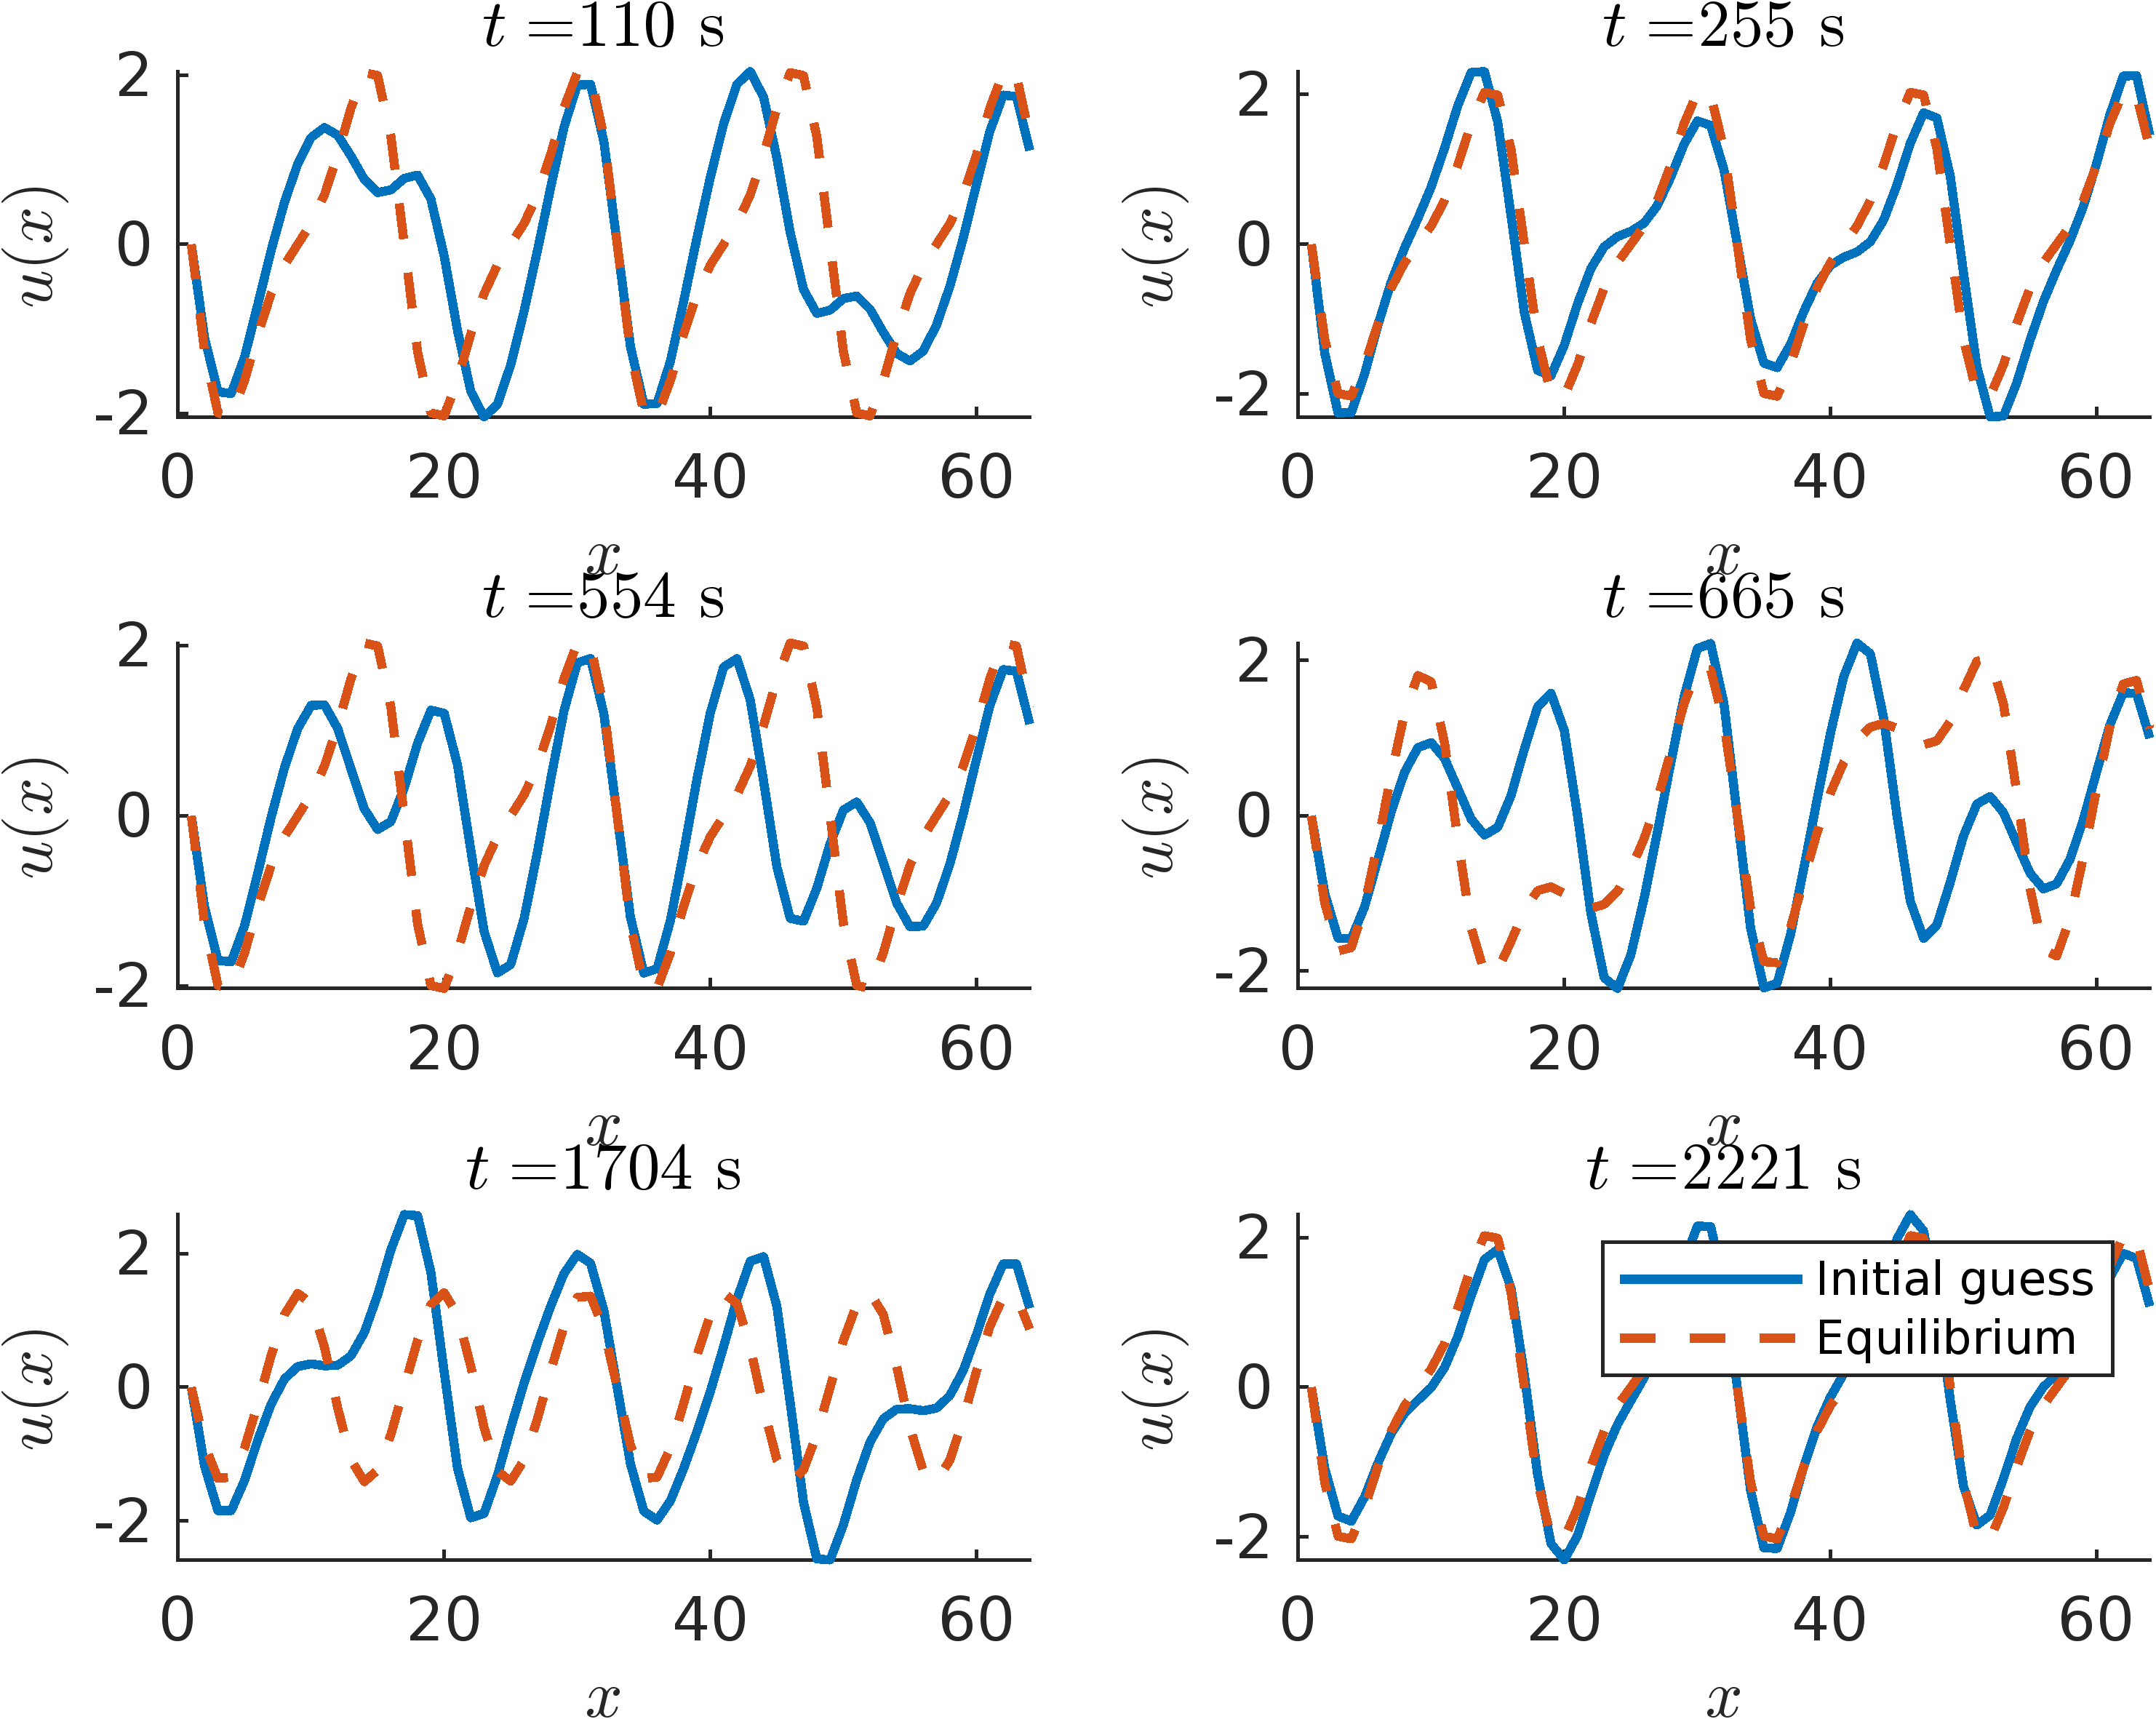 t =110 s
2
0
-2
u(x)
0 20 40 60
x
t =255 s
2
0
-2
u(x)
0 20 40 60
x
t =554 s
2
0
-2
u(x)
0 20 40 60
x
t =665 s
2
0
-2
u(x)
0 20 40 60
x
t =1704 s
2
0
-2
u(x)
0 20 40 60
x
t =2221 s
2
0
-2
u(x)
Initial guess
Equilibrium
0 20 40 60
x